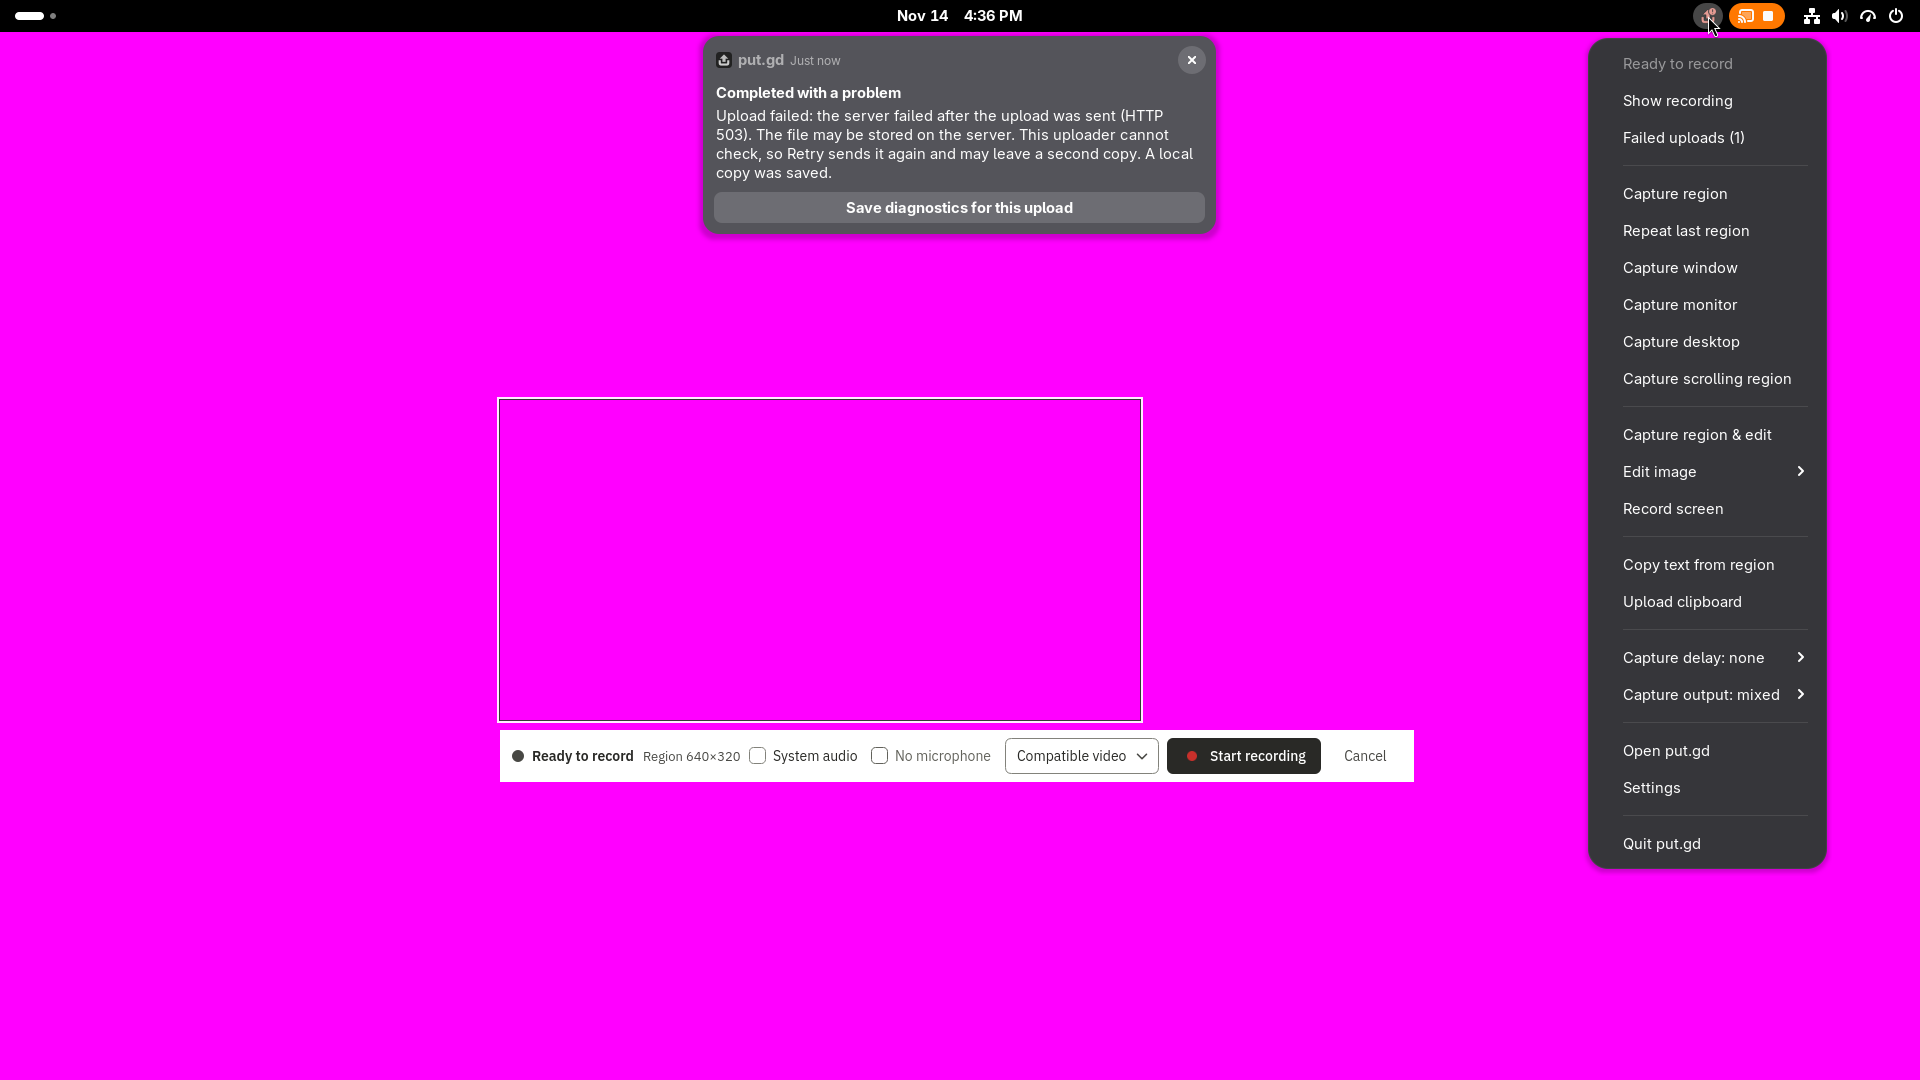 Nov 14 4:36 PM
put.gd Just now
Completed with a problem
Upload failed: the server failed after the upload was sent (HTTP
503). The file may be stored on the server. This uploader cannot
check, so Retry sends it again and may leave a second copy. A local
copy was saved.
Save diagnostics for this upload
Ready to record
Show recording
Failed uploads (1)
Capture region
Repeat last region
Capture window
Capture monitor
Capture desktop
Capture scrolling region
Capture region & edit
Edit image
Record screen
Copy text from region
Upload clipboard
Capture delay: none
Capture output: mixed
Open put.gd
Settings
Quit put.gd
Ready to record Region 640×320 System audio No microphone Compatible video Start recording Cancel